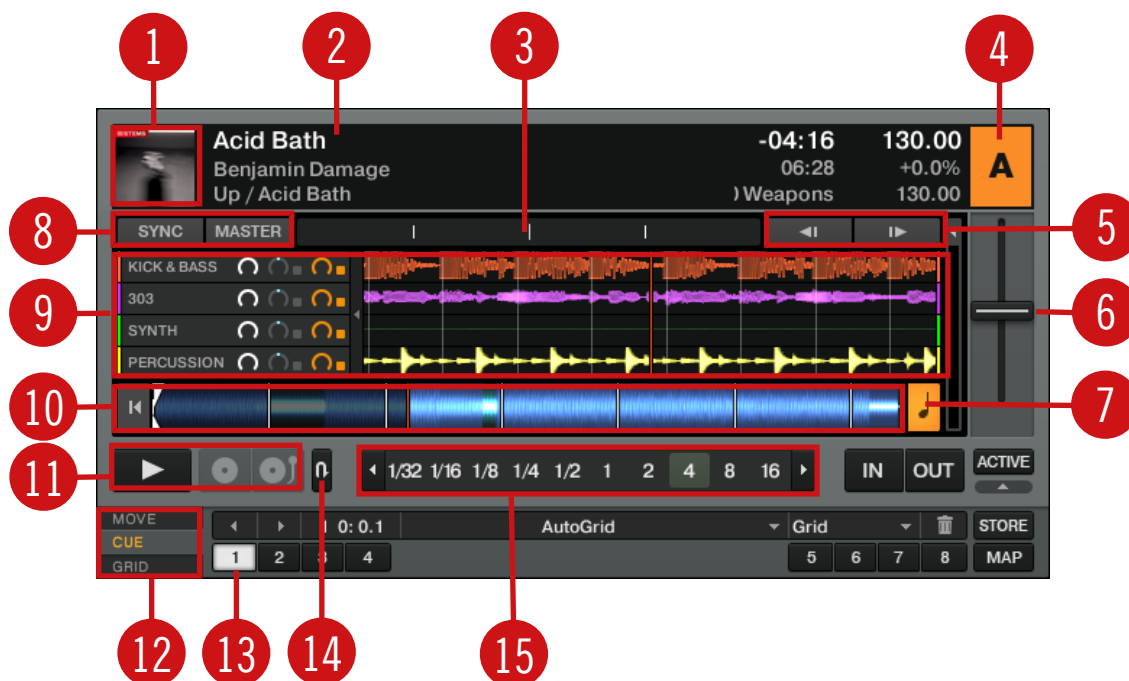 1 2 3 4
STEMS
Acid Bath -04:16 130.00
Benjamin Damage 06:28 +0.0%
Up / Acid Bath Weapons 130.00
A
8 SYNC MASTER 5
KICK & BASS
9 303 6
SYNTH
PERCUSSION
10 7
11 1/32 1/16 1/8 1/4 1/2 1 2 4 8 16 IN OUT ACTIVE
MOVE 0: 0.1 AutoGrid Grid STORE
CUE
GRID 1 2 3 4 5 6 7 8 MAP
12 13 14 15